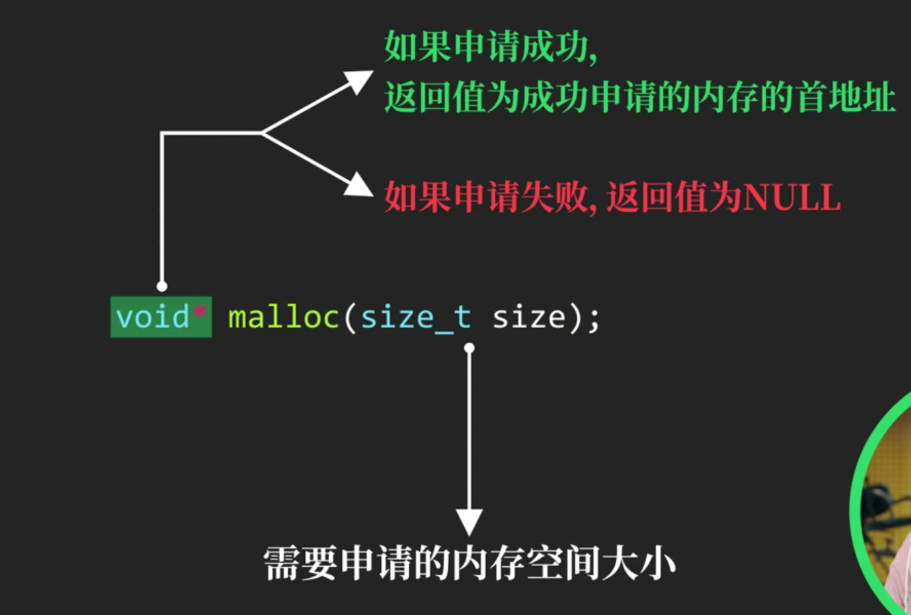 如果申请成功,
返回值为成功申请的内存的首地址
如果申请失败, 返回值为NULL
void* malloc(size_t size);
需要申请的内存空间大小